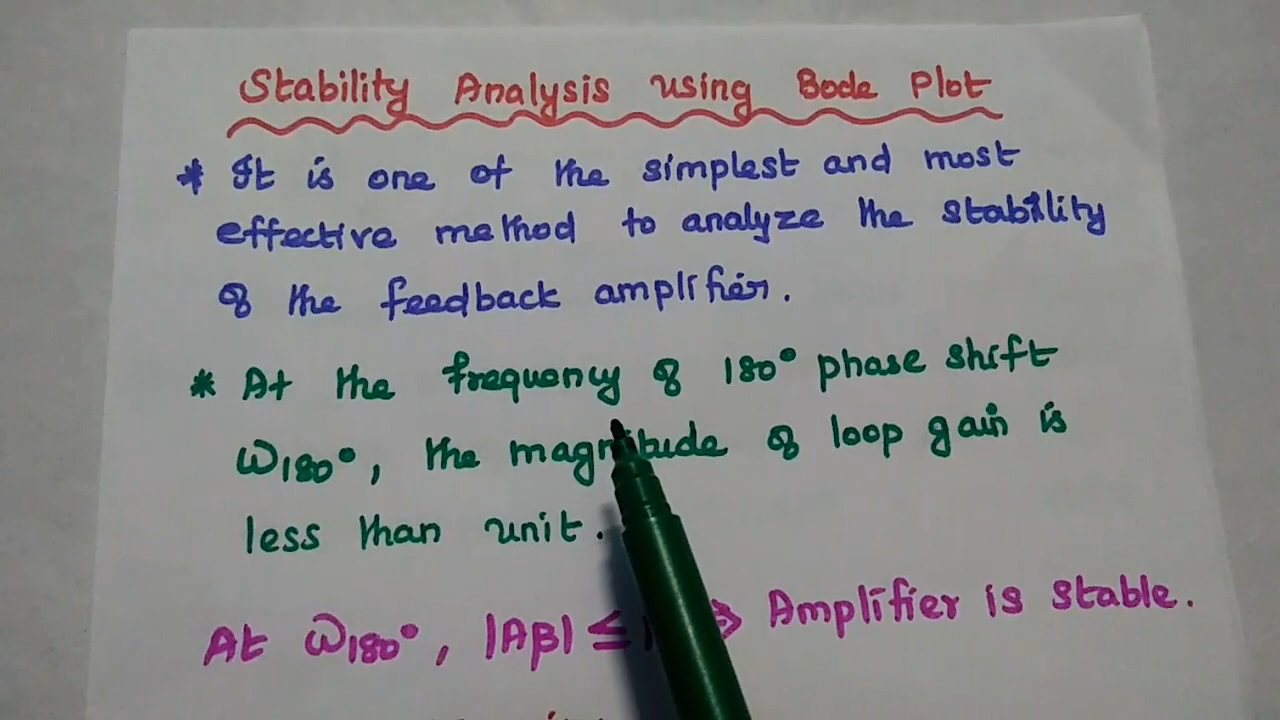 Stability Analysis using Bode Plot
* It is one of the simplest and most
effective method to analyze the stability
of the feedback amplifier.
* At the frequency of 180° phase shift
ω180°, the magnitude of loop gain is
less than unit.
At ω180°, |Aβ| ≤ ⇒ Amplifier is stable.